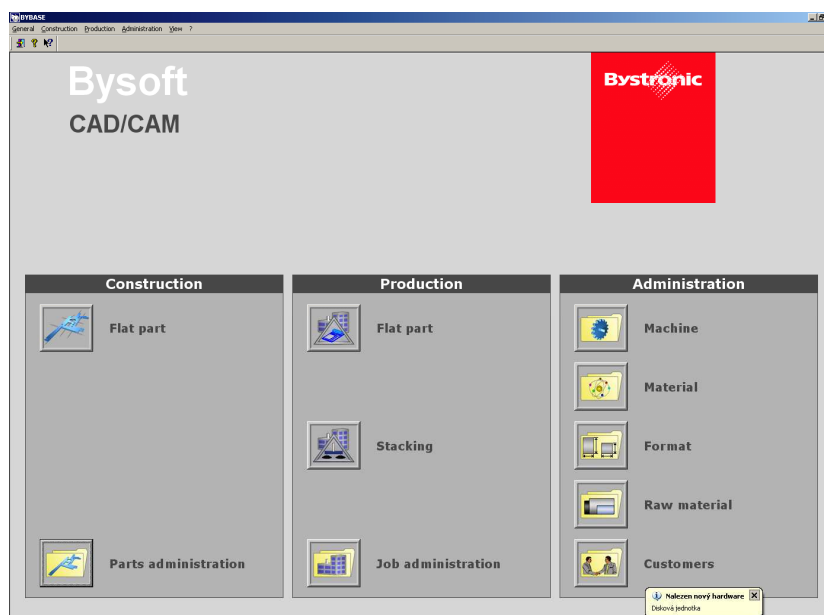 BYBASE
General Construction Production Administration View ?
Bysoft
CAD/CAM
Bystronic
Construction
Flat part
Parts administration
Production
Flat part
Stacking
Job administration
Administration
Machine
Material
Format
Raw material
Customers
Nalezen nový hardware
Disková jednotka